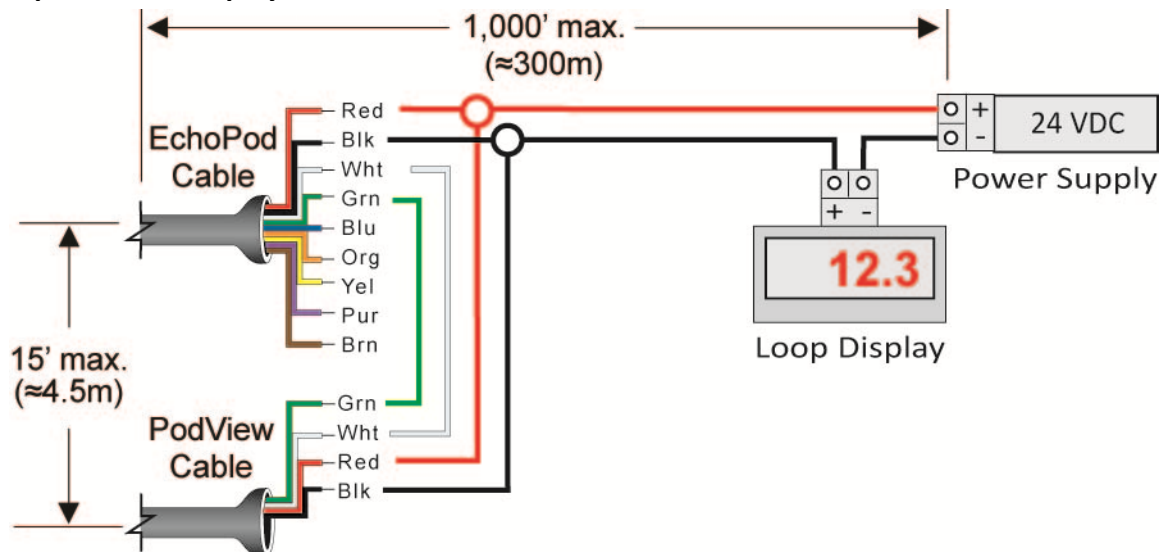 1,000' max.
(≈300m)
EchoPod
Cable
Red
Blk
Wht
Grn
Blu
Org
Yel
Pur
Brn
+
-
24 VDC
Power Supply
+ -
12.3
Loop Display
15' max.
(≈4.5m)
PodView
Cable
Grn
Wht
Red
Blk